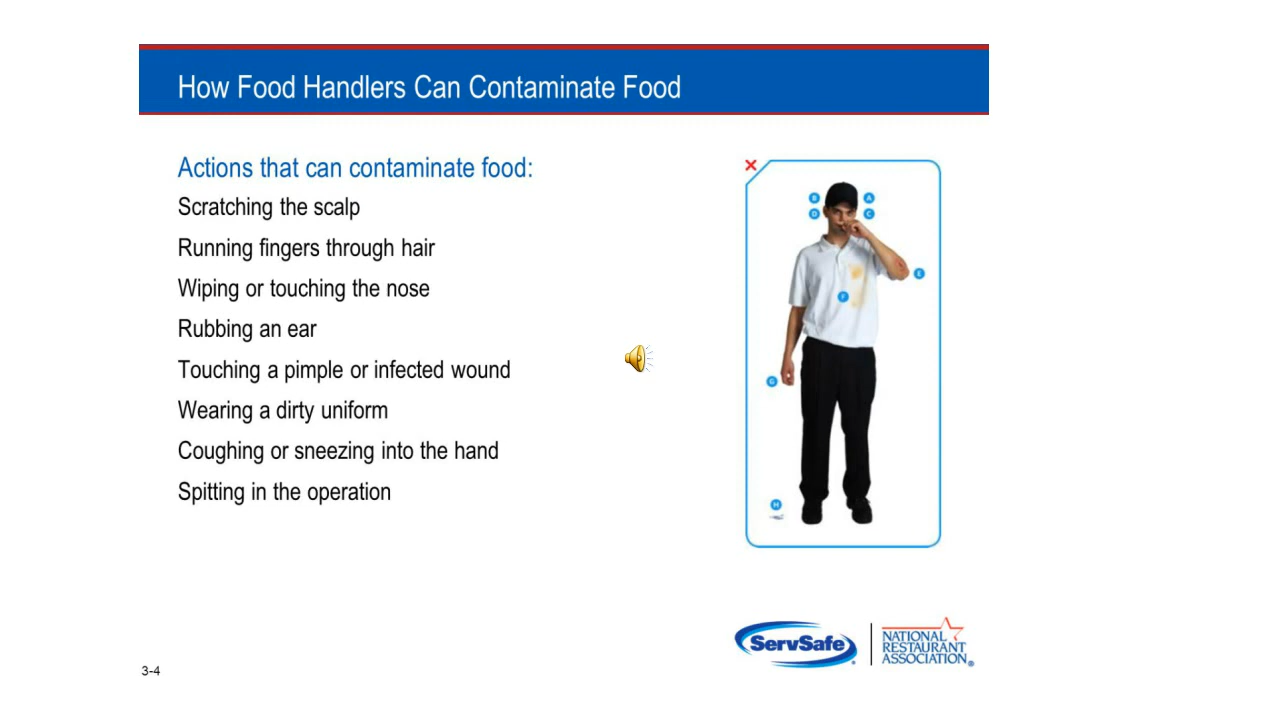 How Food Handlers Can Contaminate Food
Actions that can contaminate food:
Scratching the scalp
Running fingers through hair
Wiping or touching the nose
Rubbing an ear
Touching a pimple or infected wound
Wearing a dirty uniform
Coughing or sneezing into the hand
Spitting in the operation
B A
D C
E
F
G
H
ServSafe®
NATIONAL
RESTAURANT
ASSOCIATION®
3-4